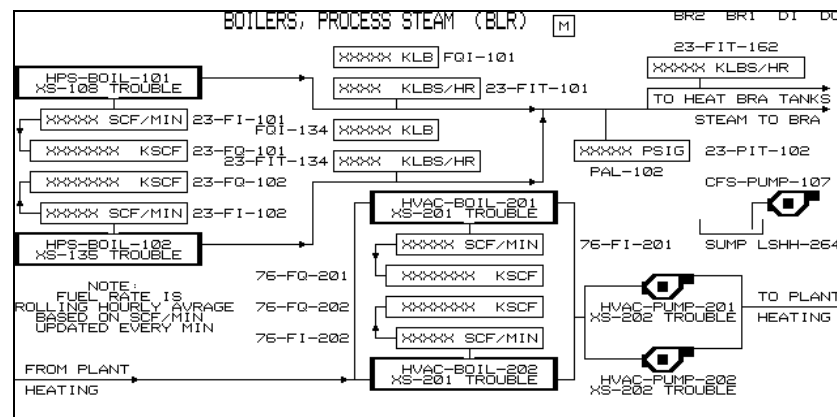 BOILERS, PROCESS STEAM (BLR) M
BR2 BR1 DI
23-FIT-162
XXXXX KLB FQI-101
XXXXX KLBS/HR
HPS-BOIL-101
XS-108 TROUBLE
XXXX KLBS/HR 23-FIT-101
TO HEAT BRA TANKS
STEAM TO BRA
XXXXX SCF/MIN 23-FI-101
FQI-134 XXXXX KLB
XXXXXXX KSCF 23-FQ-101
23-FIT-134 XXXX KLBS/HR
XXXXX PSIG 23-PIT-102
PAL-102
XXXXX KSCF 23-FQ-102
CFS-PUMP-107
XXXXX SCF/MIN 23-FI-102
HVAC-BOIL-201
XS-201 TROUBLE
HPS-BOIL-102
XS-135 TROUBLE
XXXXX SCF/MIN 76-FI-201
SUMP LSHH-264
76-FQ-201 XXXXXXX KSCF
NOTE:
FUEL RATE IS
ROLLING HOURLY AVRAGE
BASED ON SCF/MIN
UPDATED EVERY MIN
76-FQ-202 XXXXXXX KSCF
HVAC-PUMP-201
XS-202 TROUBLE
TO PLANT
HEATING
76-FI-202 XXXXX SCF/MIN
HVAC-BOIL-202
XS-201 TROUBLE
HVAC-PUMP-202
XS-202 TROUBLE
FROM PLANT
HEATING